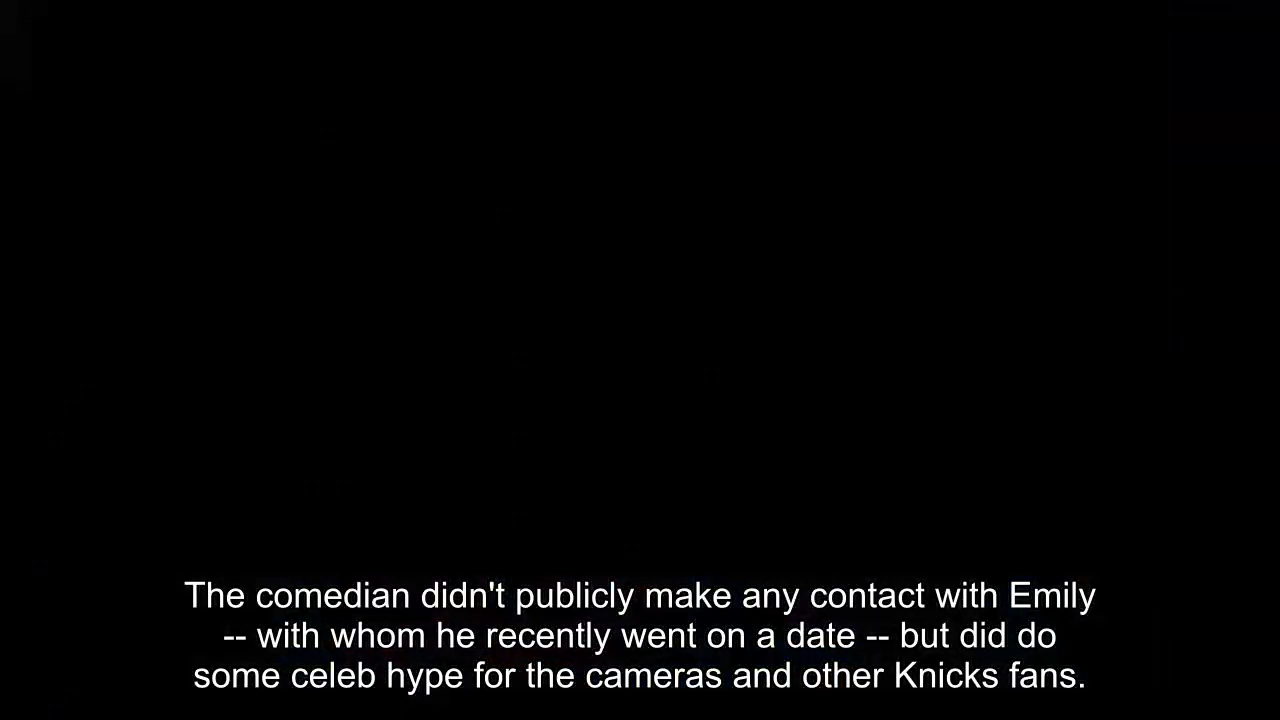 The comedian didn't publicly make any contact with Emily
-- with whom he recently went on a date -- but did do
some celeb hype for the cameras and other Knicks fans.